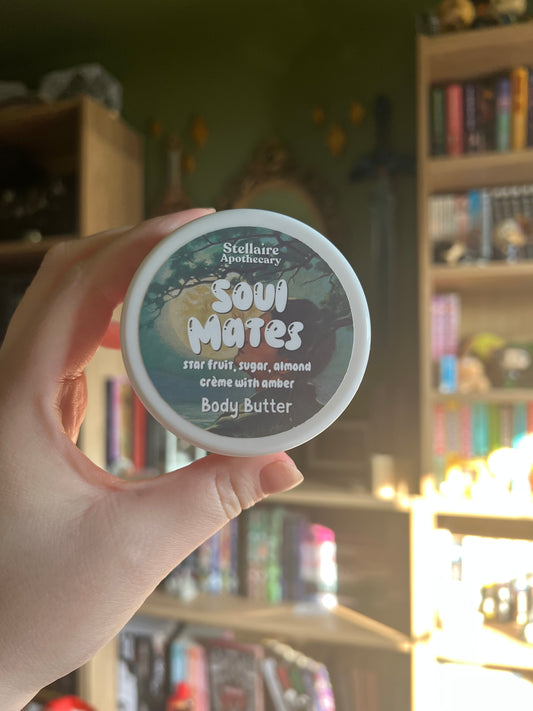 Stellaire
Apothecary
Soul
Mates
star fruit, sugar, almond
crème with amber
Body Butter